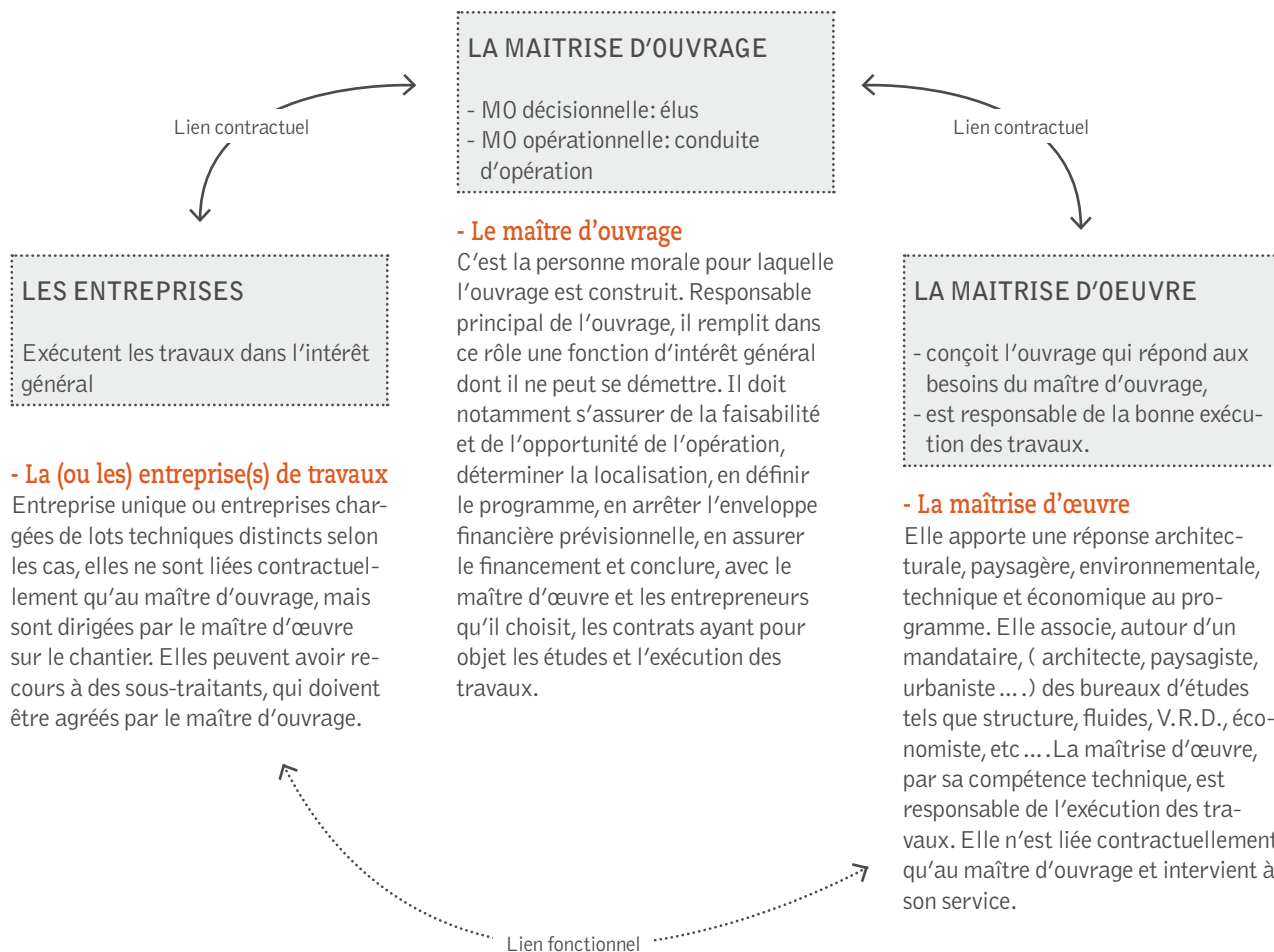 LA MAITRISE D'OUVRAGE
- MO décisionnelle: élus
- MO opérationnelle: conduite
d'opération
Lien contractuel
Lien contractuel
LES ENTREPRISES
Exécutent les travaux dans l'intérêt
général
- La (ou les) entreprise(s) de travaux
Entreprise unique ou entreprises char-
gées de lots techniques distincts selon
les cas, elles ne sont liées contractuel-
lement qu'au maître d'ouvrage, mais
sont dirigées par le maître d'œuvre
sur le chantier. Elles peuvent avoir re-
cours à des sous-traitants, qui doivent
être agréés par le maître d'ouvrage.
- Le maître d'ouvrage
C'est la personne morale pour laquelle
l'ouvrage est construit. Responsable
principal de l'ouvrage, il remplit dans
ce rôle une fonction d'intérêt général
dont il ne peut se démettre. Il doit
notamment s'assurer de la faisabilité
et de l'opportunité de l'opération,
déterminer la localisation, en définir
le programme, en arrêter l'enveloppe
financière prévisionnelle, en assurer
le financement et conclure, avec le
maître d'œuvre et les entrepreneurs
qu'il choisit, les contrats ayant pour
objet les études et l'exécution des
travaux.
LA MAITRISE D'OEUVRE
- conçoit l'ouvrage qui répond aux
besoins du maître d'ouvrage,
- est responsable de la bonne exécu-
tion des travaux.
- La maîtrise d'œuvre
Elle apporte une réponse architec-
turale, paysagère, environnementale,
technique et économique au pro-
gramme. Elle associe, autour d'un
mandataire, ( architecte, paysagiste,
urbaniste ....) des bureaux d'études
tels que structure, fluides, V.R.D., éco-
nomiste, etc .... La maîtrise d'œuvre,
par sa compétence technique, est
responsable de l'exécution des tra-
vaux. Elle n'est liée contractuellement
qu'au maître d'ouvrage et intervient à
son service.
Lien fonctionnel